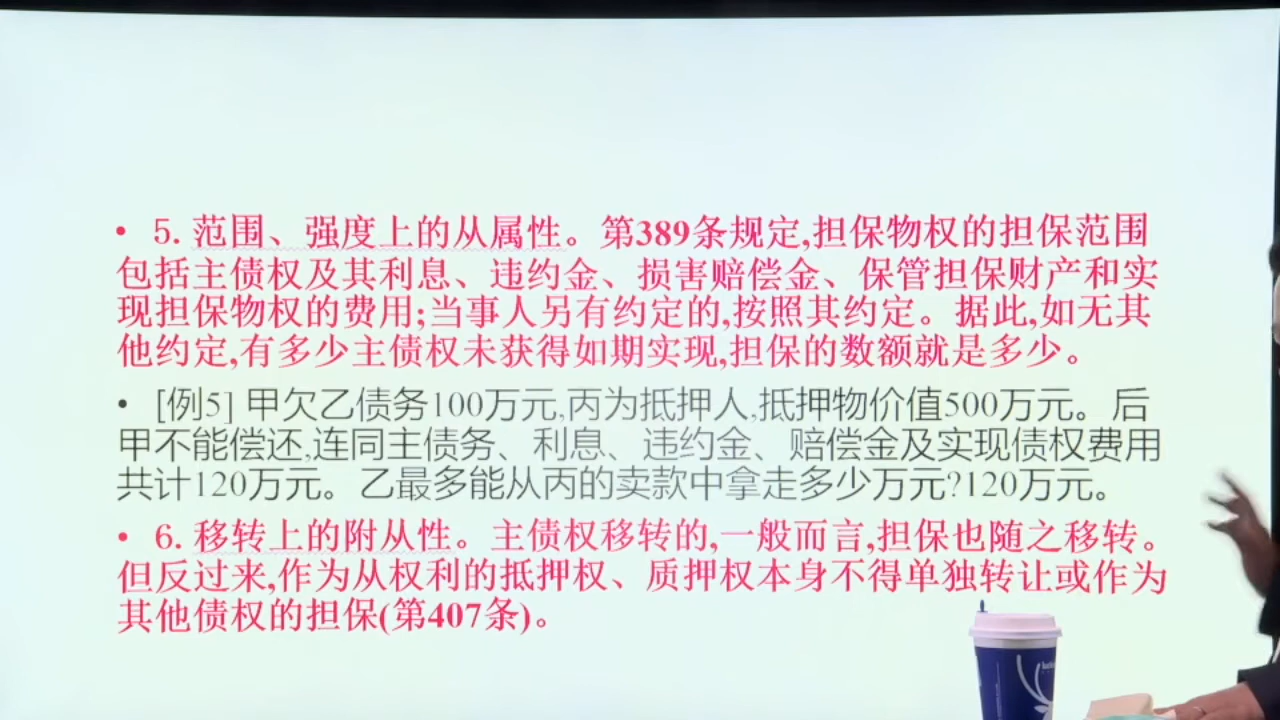 • 5. 范围、强度上的从属性。第389条规定,担保物权的担保范围
包括主债权及其利息、违约金、损害赔偿金、保管担保财产和实
现担保物权的费用;当事人另有约定的,按照其约定。据此,如无其
他约定,有多少主债权未获得如期实现,担保的数额就是多少。
• [例5] 甲欠乙债务100万元,丙为抵押人,抵押物价值500万元。后
甲不能偿还,连同主债务、利息、违约金、赔偿金及实现债权费用
共计120万元。乙最多能从丙的卖款中拿走多少万元?120万元。
• 6. 移转上的附从性。主债权移转的,一般而言,担保也随之移转。
但反过来,作为从权利的抵押权、质押权本身不得单独转让或作为
其他债权的担保(第407条)。